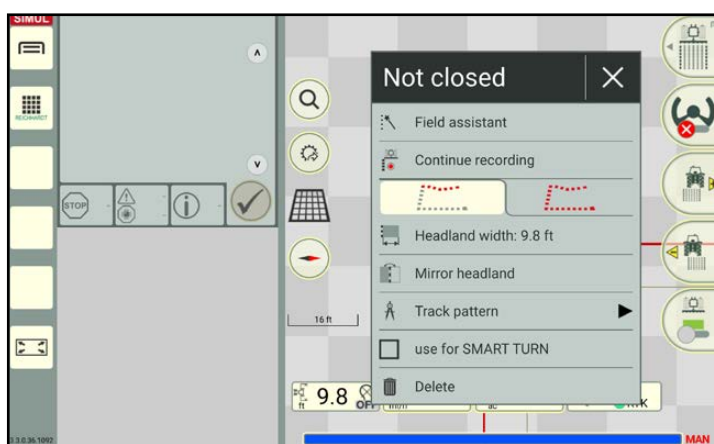 SIMUL
REICHHARDT
STOP
16 ft
Not closed
Field assistant
Continue recording
Headland width: 9.8 ft
Mirror headland
Track pattern
use for SMART TURN
Delete
ft
9.8
OFF
MAN